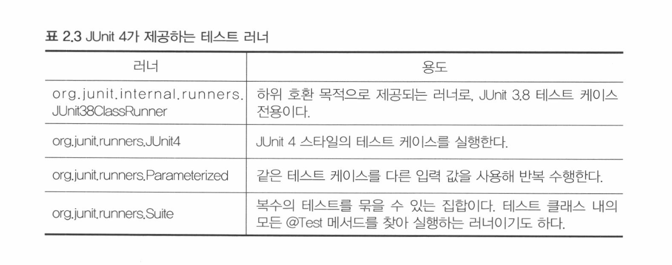 표 2.3 JUnit 4가 제공하는 테스트 러너
러너
용도
org.junit.internal.runners.
JUnit38ClassRunner
하위 호환 목적으로 제공되는 러너로, JUnit 3.8 테스트 케이스
전용이다.
org.junit.runners.JUnit4
JUnit 4 스타일의 테스트 케이스를 실행한다.
org.junit.runners.Parameterized
같은 테스트 케이스를 다른 입력 값을 사용해 반복 수행한다.
org.junit.runners.Suite
복수의 테스트를 묶을 수 있는 집합이다. 테스트 클래스 내의
모든 @Test 메서드를 찾아 실행하는 러너이기도 하다.